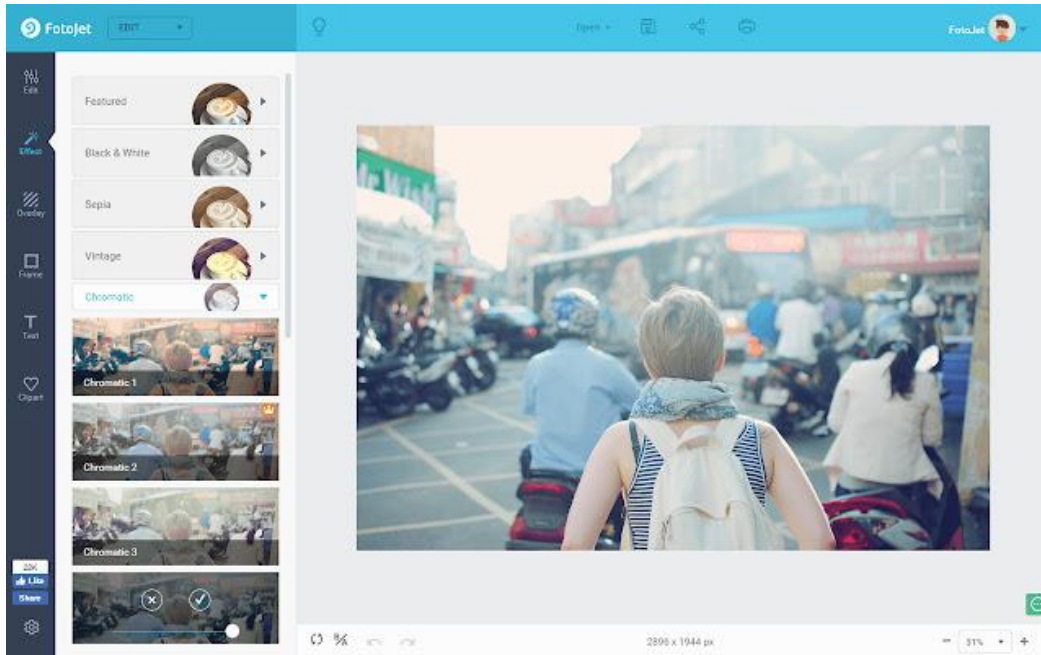 FotoJet
EDIT
Open
FotoJet
Edit
Effect
Overlay
Frame
Text
Clipart
22K
Like
Share
Featured
Black & White
Sepia
Vintage
Chromatic
Chromatic 1
Chromatic 2
Chromatic 3
2896 x 1944 px
31%